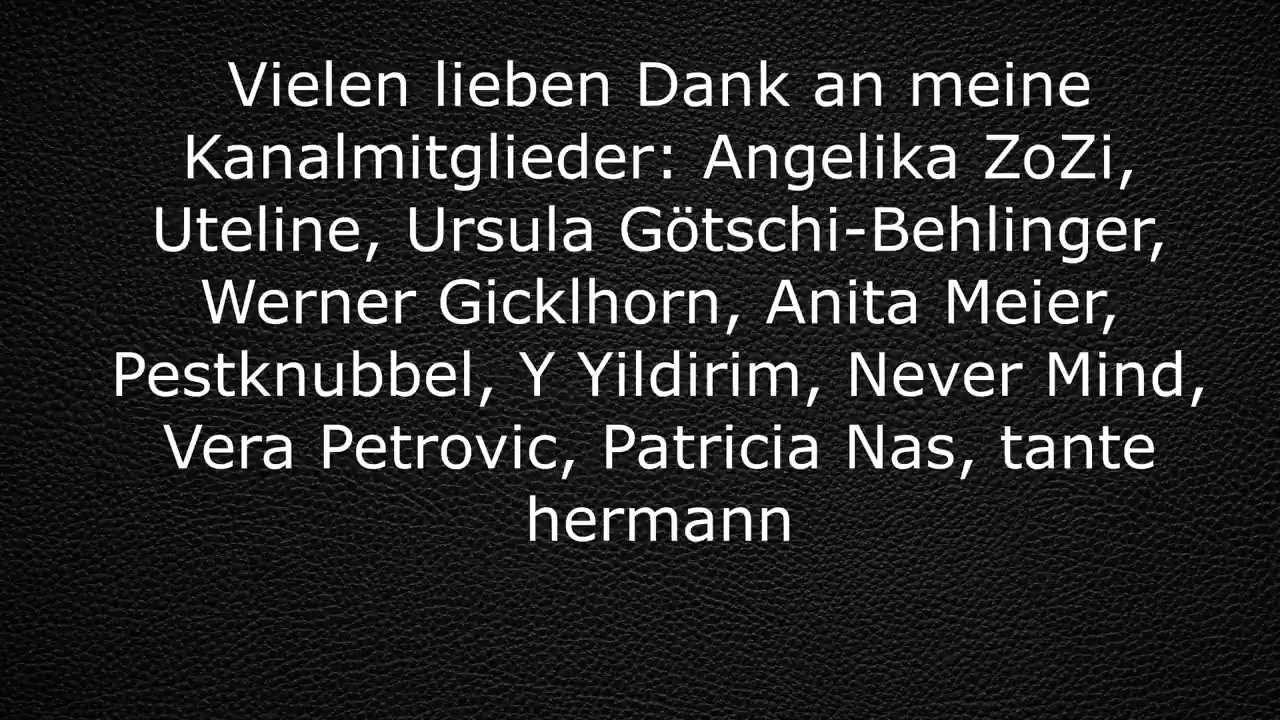 Vielen lieben Dank an meine
Kanalmitglieder: Angelika ZoZi,
Uteline, Ursula Götschi-Behlinger,
Werner Gicklhorn, Anita Meier,
Pestknubbel, Y Yildirim, Never Mind,
Vera Petrovic, Patricia Nas, tante
hermann